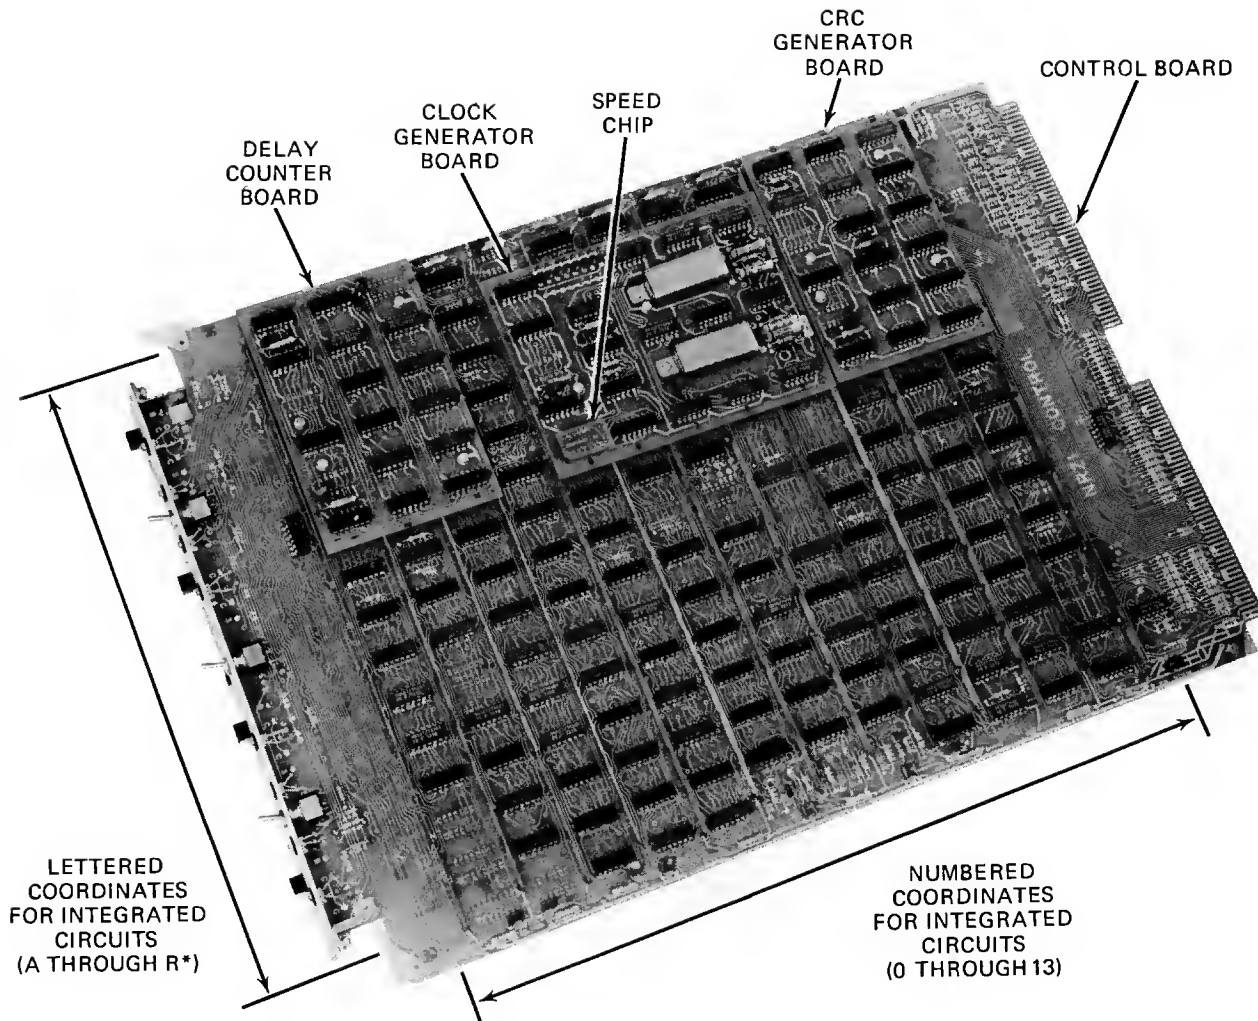 CRC
GENERATOR
BOARD
CONTROL BOARD
SPEED
CHIP
CLOCK
GENERATOR
BOARD
DELAY
COUNTER
BOARD
CONTROL
NRZI
LETTERED
COORDINATES
FOR INTEGRATED
CIRCUITS
(A THROUGH R*)
NUMBERED
COORDINATES
FOR INTEGRATED
CIRCUITS
(0 THROUGH 13)